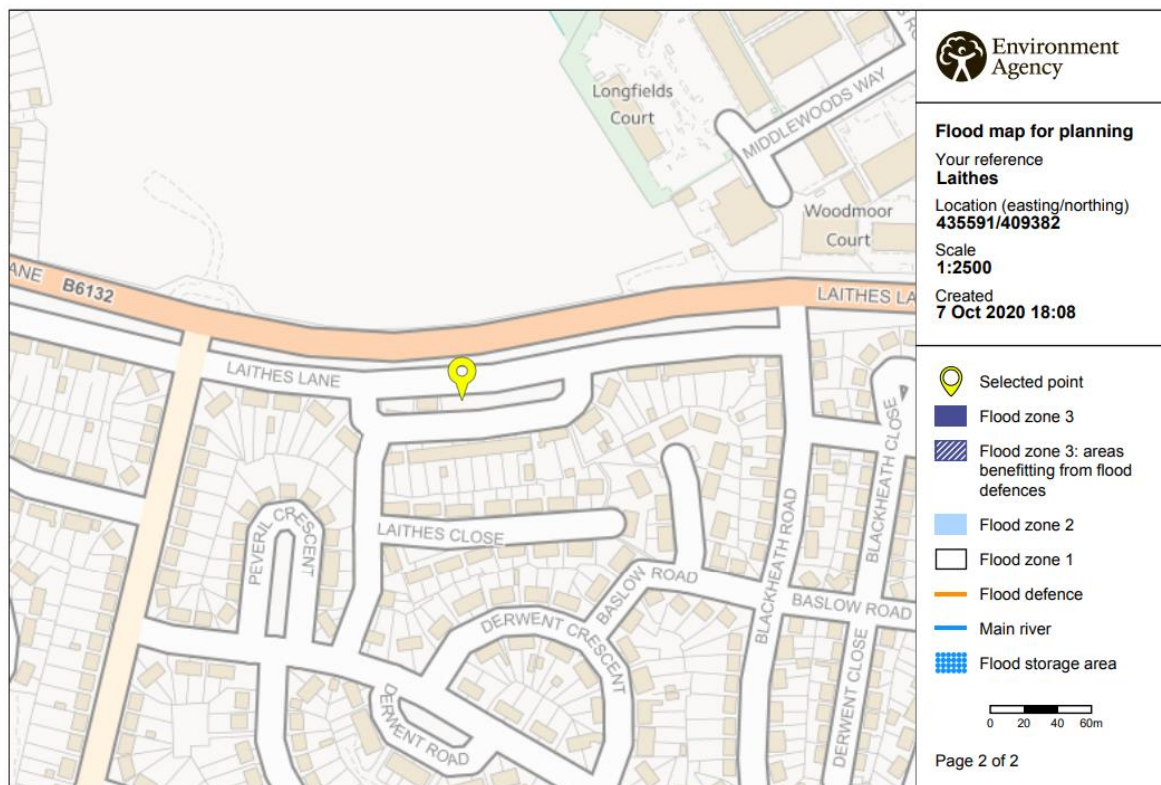 Longfields
Court
MIDDLEWOODS WAY
Woodmoor
Court
LANE
B6132
LAITHES LA
LAITHES LANE
PEVERIL CRESCENT
LAITHES CLOSE
BASLOW ROAD
BLACKHEATH ROAD
BLACKHEATH CLOSE
BASLOW ROAD
DERWENT CRESCENT
DERWENT ROAD
DERWENT CLOSE
Environment
Agency
Flood map for planning
Your reference
Laithes
Location (easting/northing)
435591/409382
Scale
1:2500
Created
7 Oct 2020 18:08
Selected point
Flood zone 3
Flood zone 3: areas
benefitting from flood
defences
Flood zone 2
Flood zone 1
Flood defence
Main river
Flood storage area
0 20 40 60m
Page 2 of 2